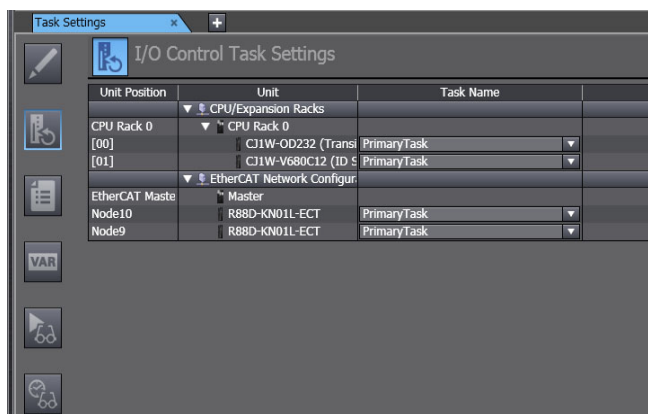 Task Settings × +
I/O Control Task Settings
Unit Position Unit Task Name
CPU/Expansion Racks
CPU Rack 0 CPU Rack 0
[00] CJ1W-OD232 (Transi PrimaryTask
[01] CJ1W-V680C12 (ID S PrimaryTask
EtherCAT Network Configur
EtherCAT Maste Master
Node10 R88D-KN01L-ECT PrimaryTask
Node9 R88D-KN01L-ECT PrimaryTask
VAR